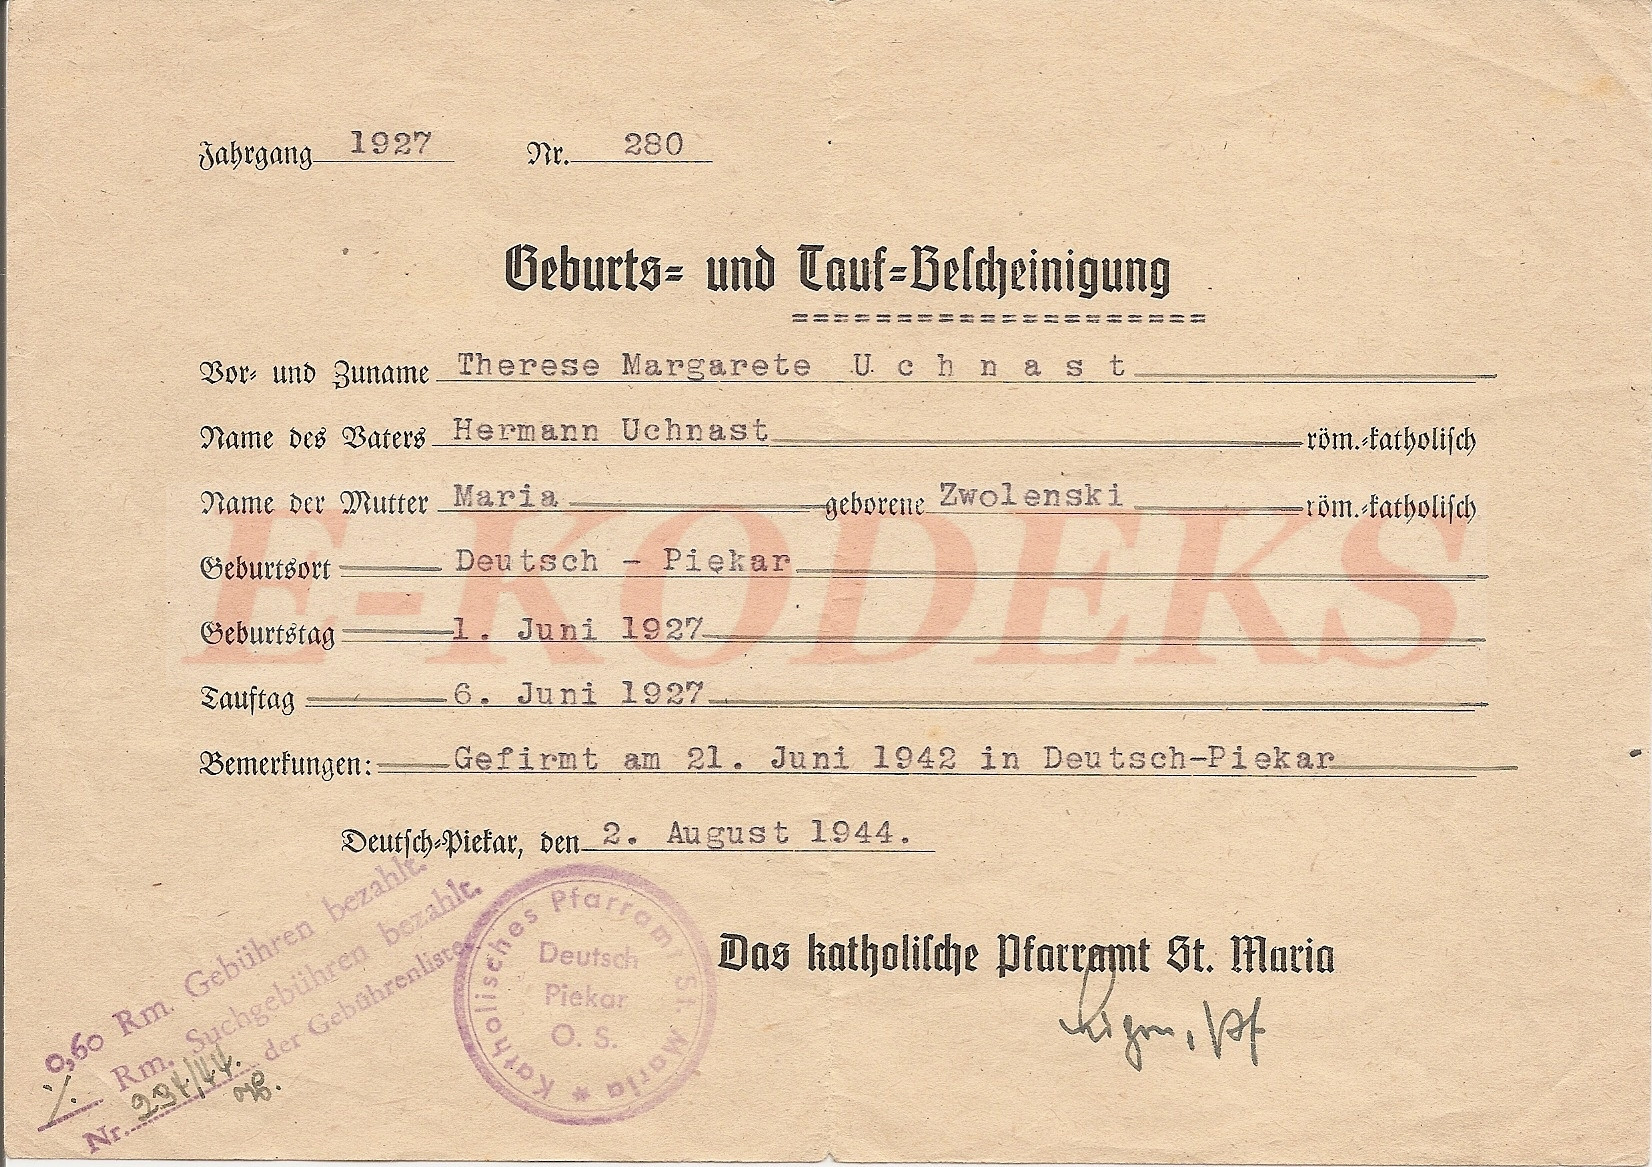 Jahrgang 1927 Nr. 280
Geburts- und Tauf-Bescheinigung
====================
Vor- und Zuname Therese Margarete U c h n a s t
Name des Vaters Hermann Uchnast röm.-katholisch
Name der Mutter Maria geborene Zwolenski röm.-katholisch
E-KODEKS
Geburtsort Deutsch - Piekar
Geburtstag 1. Juni 1927
Tauftag 6. Juni 1927
Bemerkungen: Gefirmt am 21. Juni 1942 in Deutsch-Piekar
Deutsch-Piekar, den 2. August 1944.
0,60 Rm. Gebühren bezahlt.
Rm. Suchgebühren bezahlt.
Nr. 234/44. der Gebührenliste
Katholisches Pfarramt St. Maria *
Deutsch
Piekar
O. S.
Das katholische Pfarramt St. Maria